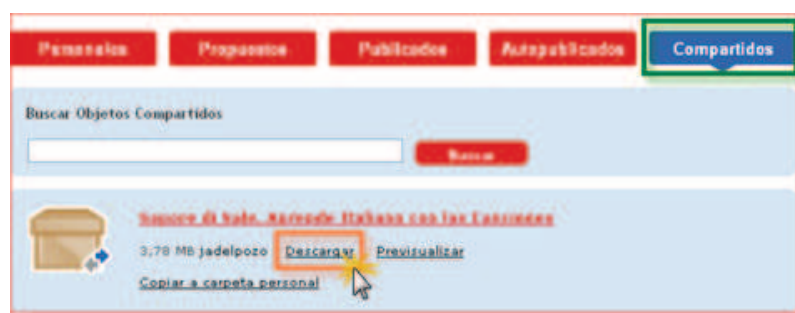 Personales Propuestos Publicados Autopublicados Compartidos
Buscar Objetos Compartidos
Buscar
Sapore di Sale. Aprende Italiano con las Canciones
3,78 MB jadelpozo Descargar Previsualizar
Copiar a carpeta personal